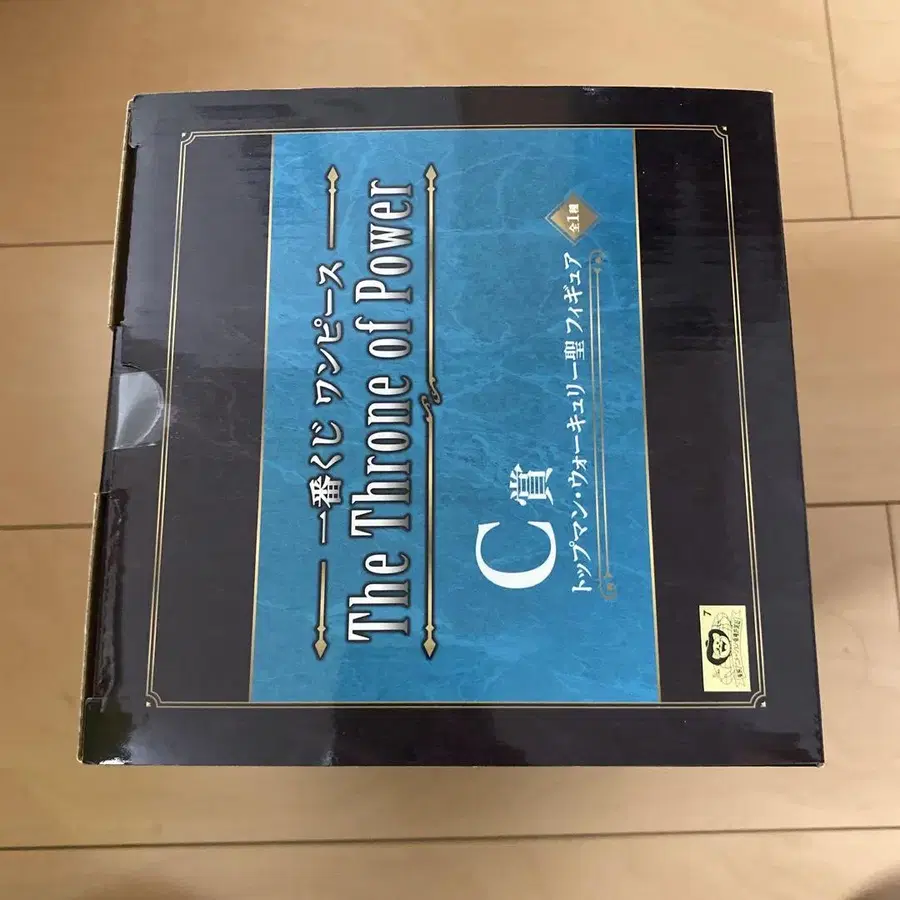 一番くじ ワンピース
The Throne of Power
C賞
トップマン・ウォーキュリー聖 フィギュア
全1種
7